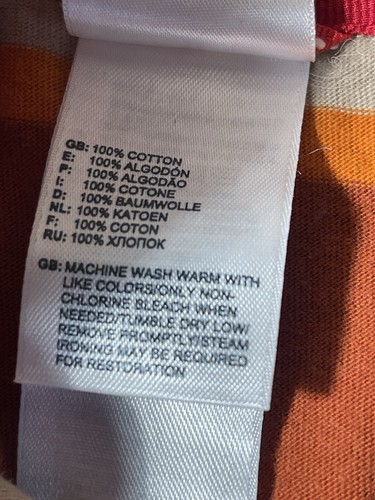 GB: 100% COTTON
E: 100% ALGODÓN
P: 100% ALGODÃO
I: 100% COTONE
D: 100% BAUMWOLLE
NL: 100% KATOEN
F: 100% COTON
RU: 100% ХЛОПОК
GB: MACHINE WASH WARM WITH
LIKE COLORS/ONLY NON-
CHLORINE BLEACH WHEN
NEEDED/TUMBLE DRY LOW/
REMOVE PROMPTLY/STEAM
IRONING MAY BE REQUIRED
FOR RESTORATION